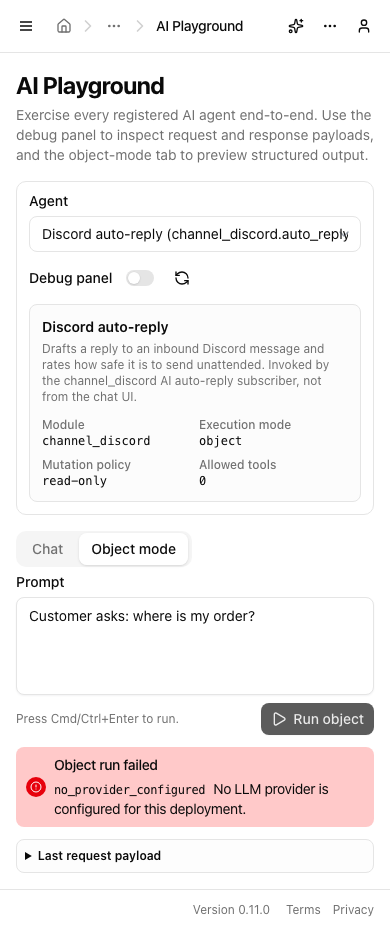 AI Playground
AI Playground
Exercise every registered AI agent end-to-end. Use the
debug panel to inspect request and response payloads,
and the object-mode tab to preview structured output.
Agent
Discord auto-reply (channel_discord.auto_reply
Debug panel
Discord auto-reply
Drafts a reply to an inbound Discord message and
rates how safe it is to send unattended. Invoked by
the channel_discord AI auto-reply subscriber, not
from the chat UI.
Module Execution mode
channel_discord object
Mutation policy Allowed tools
read-only 0
Chat Object mode
Prompt
Customer asks: where is my order?
Press Cmd/Ctrl+Enter to run. Run object
Object run failed
no_provider_configured No LLM provider is
configured for this deployment.
Last request payload
Version 0.11.0 Terms Privacy